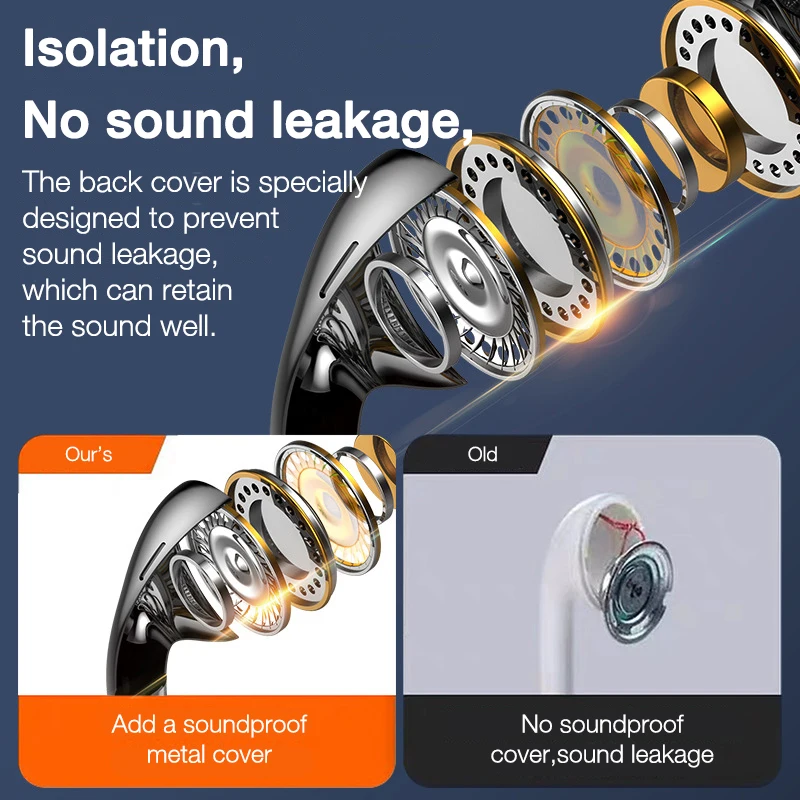 Isolation,
No sound leakage,
The back cover is specially
designed to prevent
sound leakage,
which can retain
the sound well.
Our's
Old
Add a soundproof
metal cover
No soundproof
cover,sound leakage